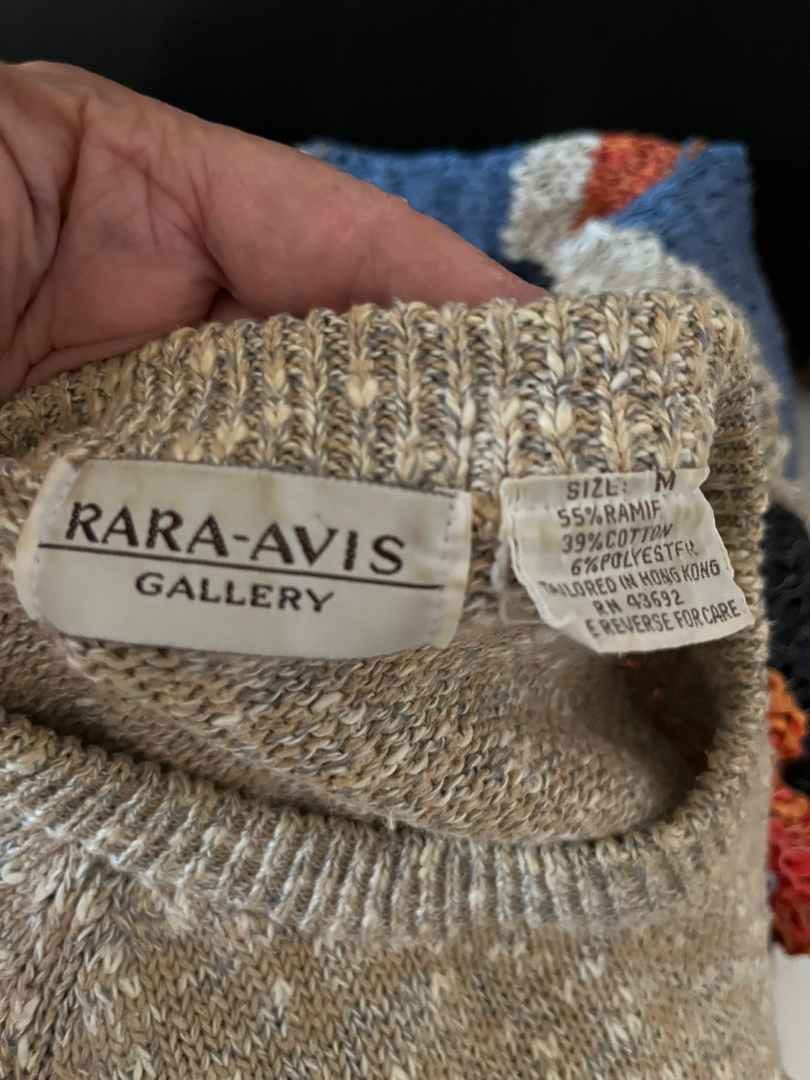 RARA-AVIS
GALLERY
SIZE: M
55% RAMIE
39% COTTON
6% POLYESTER
TAILORED IN HONG KONG
RN 43692
E REVERSE FOR CARE